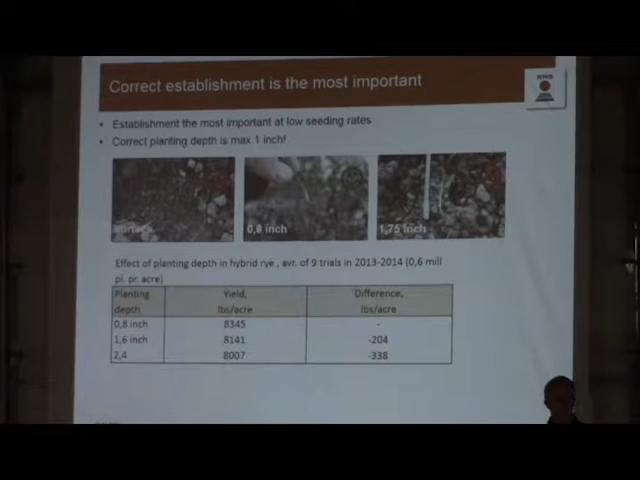 Correct establishment is the most important
KWS
• Establishment the most important at low seeding rates
• Correct planting depth is max 1 inch!
surface
0,8 inch
1,75 inch
Effect of planting depth in hybrid rye , avr. of 9 trials in 2013-2014 (0,6 mill
pl. pr. acre)
Planting depth Yield, lbs/acre Difference, lbs/acre
0,8 inch 8345 -
1,6 inch 8141 -204
2,4 8007 -338